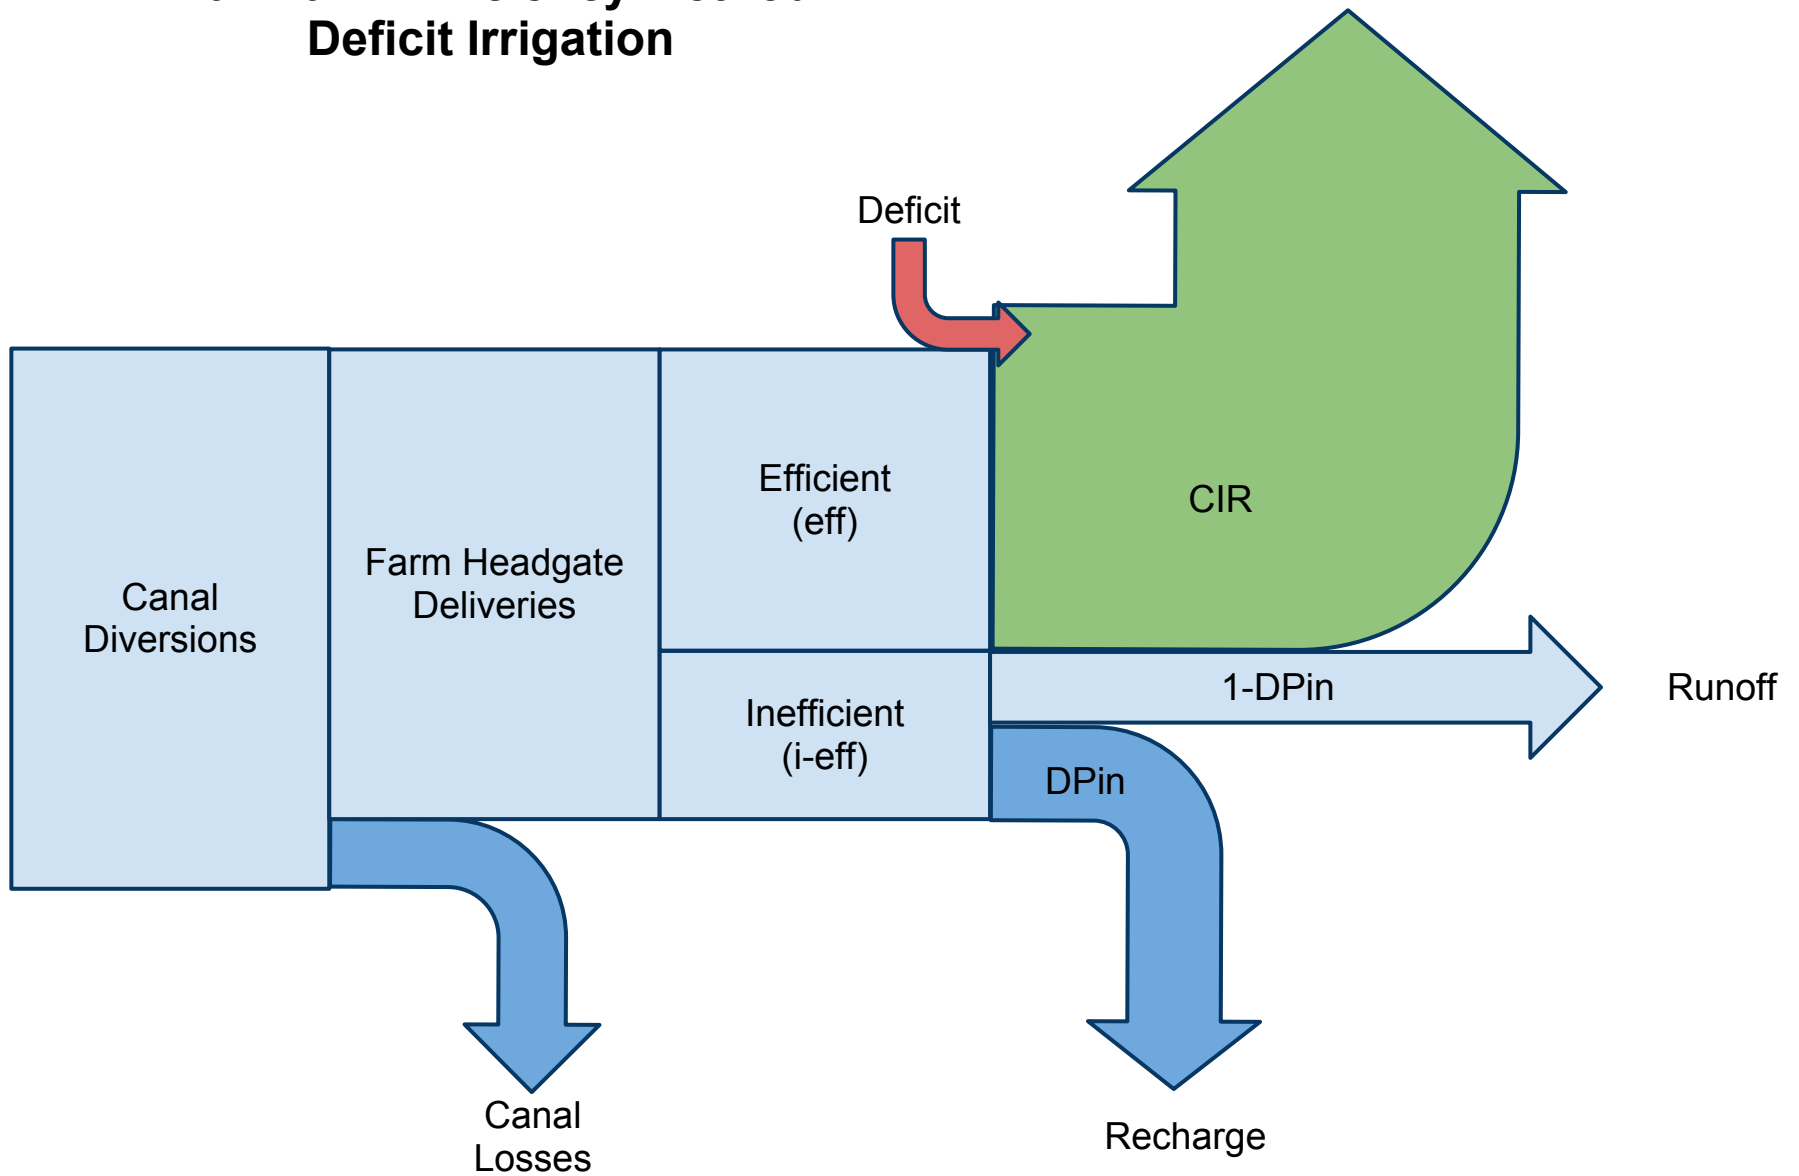 Deficit Irrigation
Deficit
Efficient
(eff)
CIR
Farm Headgate
Deliveries
Canal
Diversions
1-DPin
Runoff
Inefficient
(i-eff)
DPin
Canal
Losses
Recharge